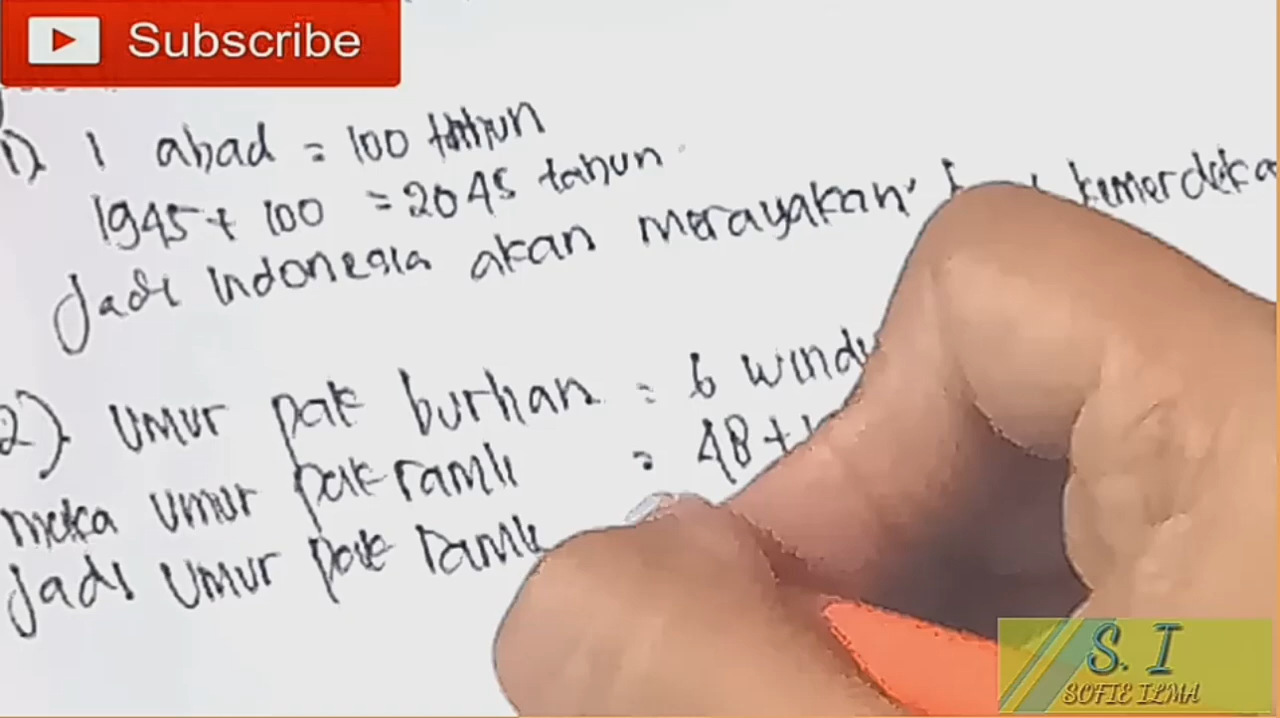 Subscribe
1) 1 abad = 100 tahun
1945 + 100 = 2045 tahun
Jadi Indonesia akan merayakan kemerdeka
2) Umur pak burhan = 6 windu
maka umur pak ramli = 48 +
Jadi umur pak ramli
S. I
SOFIE ILMA